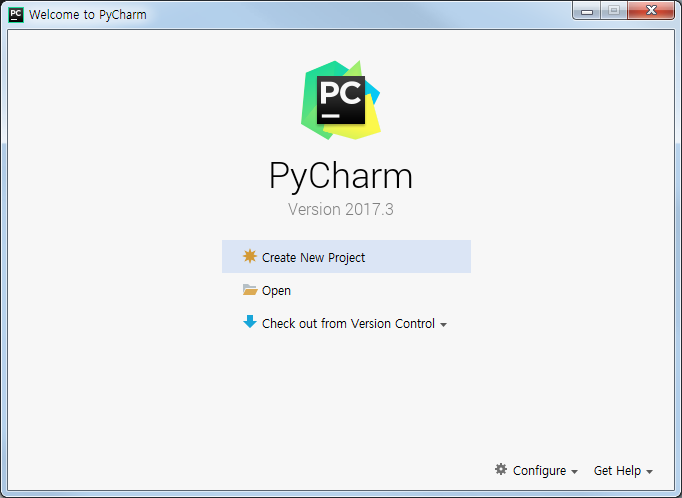 PC Welcome to PyCharm
PC
PyCharm
Version 2017.3
Create New Project
Open
Check out from Version Control
Configure Get Help